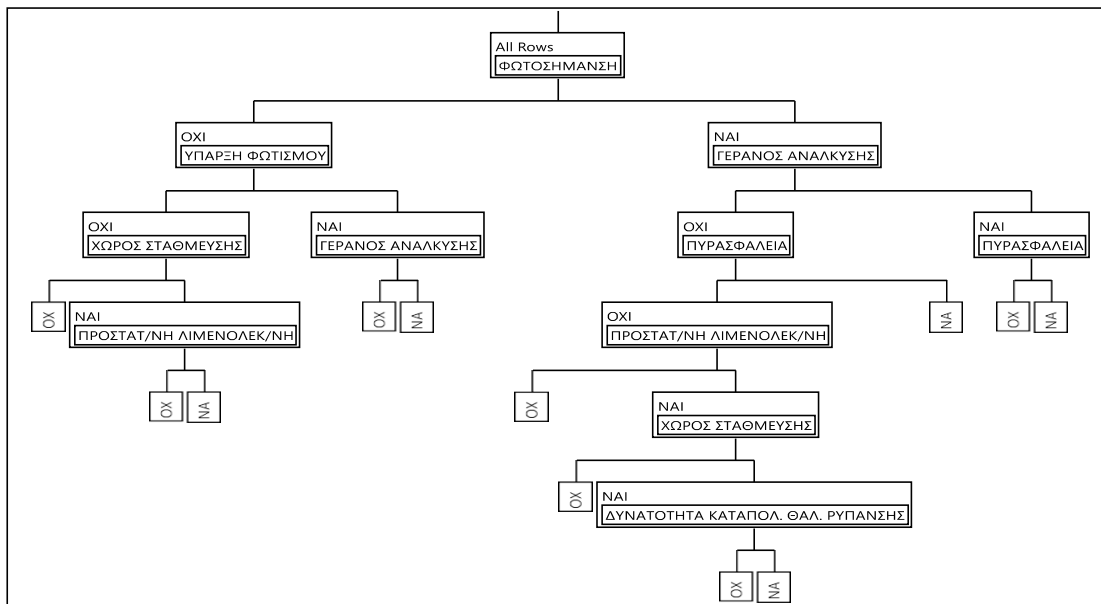 All Rows
ΦΩΤΟΣΗΜΑΝΣΗ
ΟΧΙ
ΥΠΑΡΞΗ ΦΩΤΙΣΜΟΥ
ΝΑΙ
ΓΕΡΑΝΟΣ ΑΝΑΛΚΥΣΗΣ
ΟΧΙ
ΧΩΡΟΣ ΣΤΑΘΜΕΥΣΗΣ
ΝΑΙ
ΓΕΡΑΝΟΣ ΑΝΑΛΚΥΣΗΣ
ΟΧΙ
ΠΥΡΑΣΦΑΛΕΙΑ
ΝΑΙ
ΠΥΡΑΣΦΑΛΕΙΑ
ΟΧ
ΝΑΙ
ΠΡΟΣΤΑΤ/ΝΗ ΛΙΜΕΝΟΛΕΚ/ΝΗ
ΟΧ
ΝΑ
ΟΧΙ
ΠΡΟΣΤΑΤ/ΝΗ ΛΙΜΕΝΟΛΕΚ/ΝΗ
ΝΑ
ΟΧ
ΝΑ
ΟΧ
ΝΑ
ΟΧ
ΝΑΙ
ΧΩΡΟΣ ΣΤΑΘΜΕΥΣΗΣ
ΟΧ
ΝΑΙ
ΔΥΝΑΤΟΤΗΤΑ ΚΑΤΑΠΟΛ. ΘΑΛ. ΡΥΠΑΝΣΗΣ
ΟΧ
ΝΑ